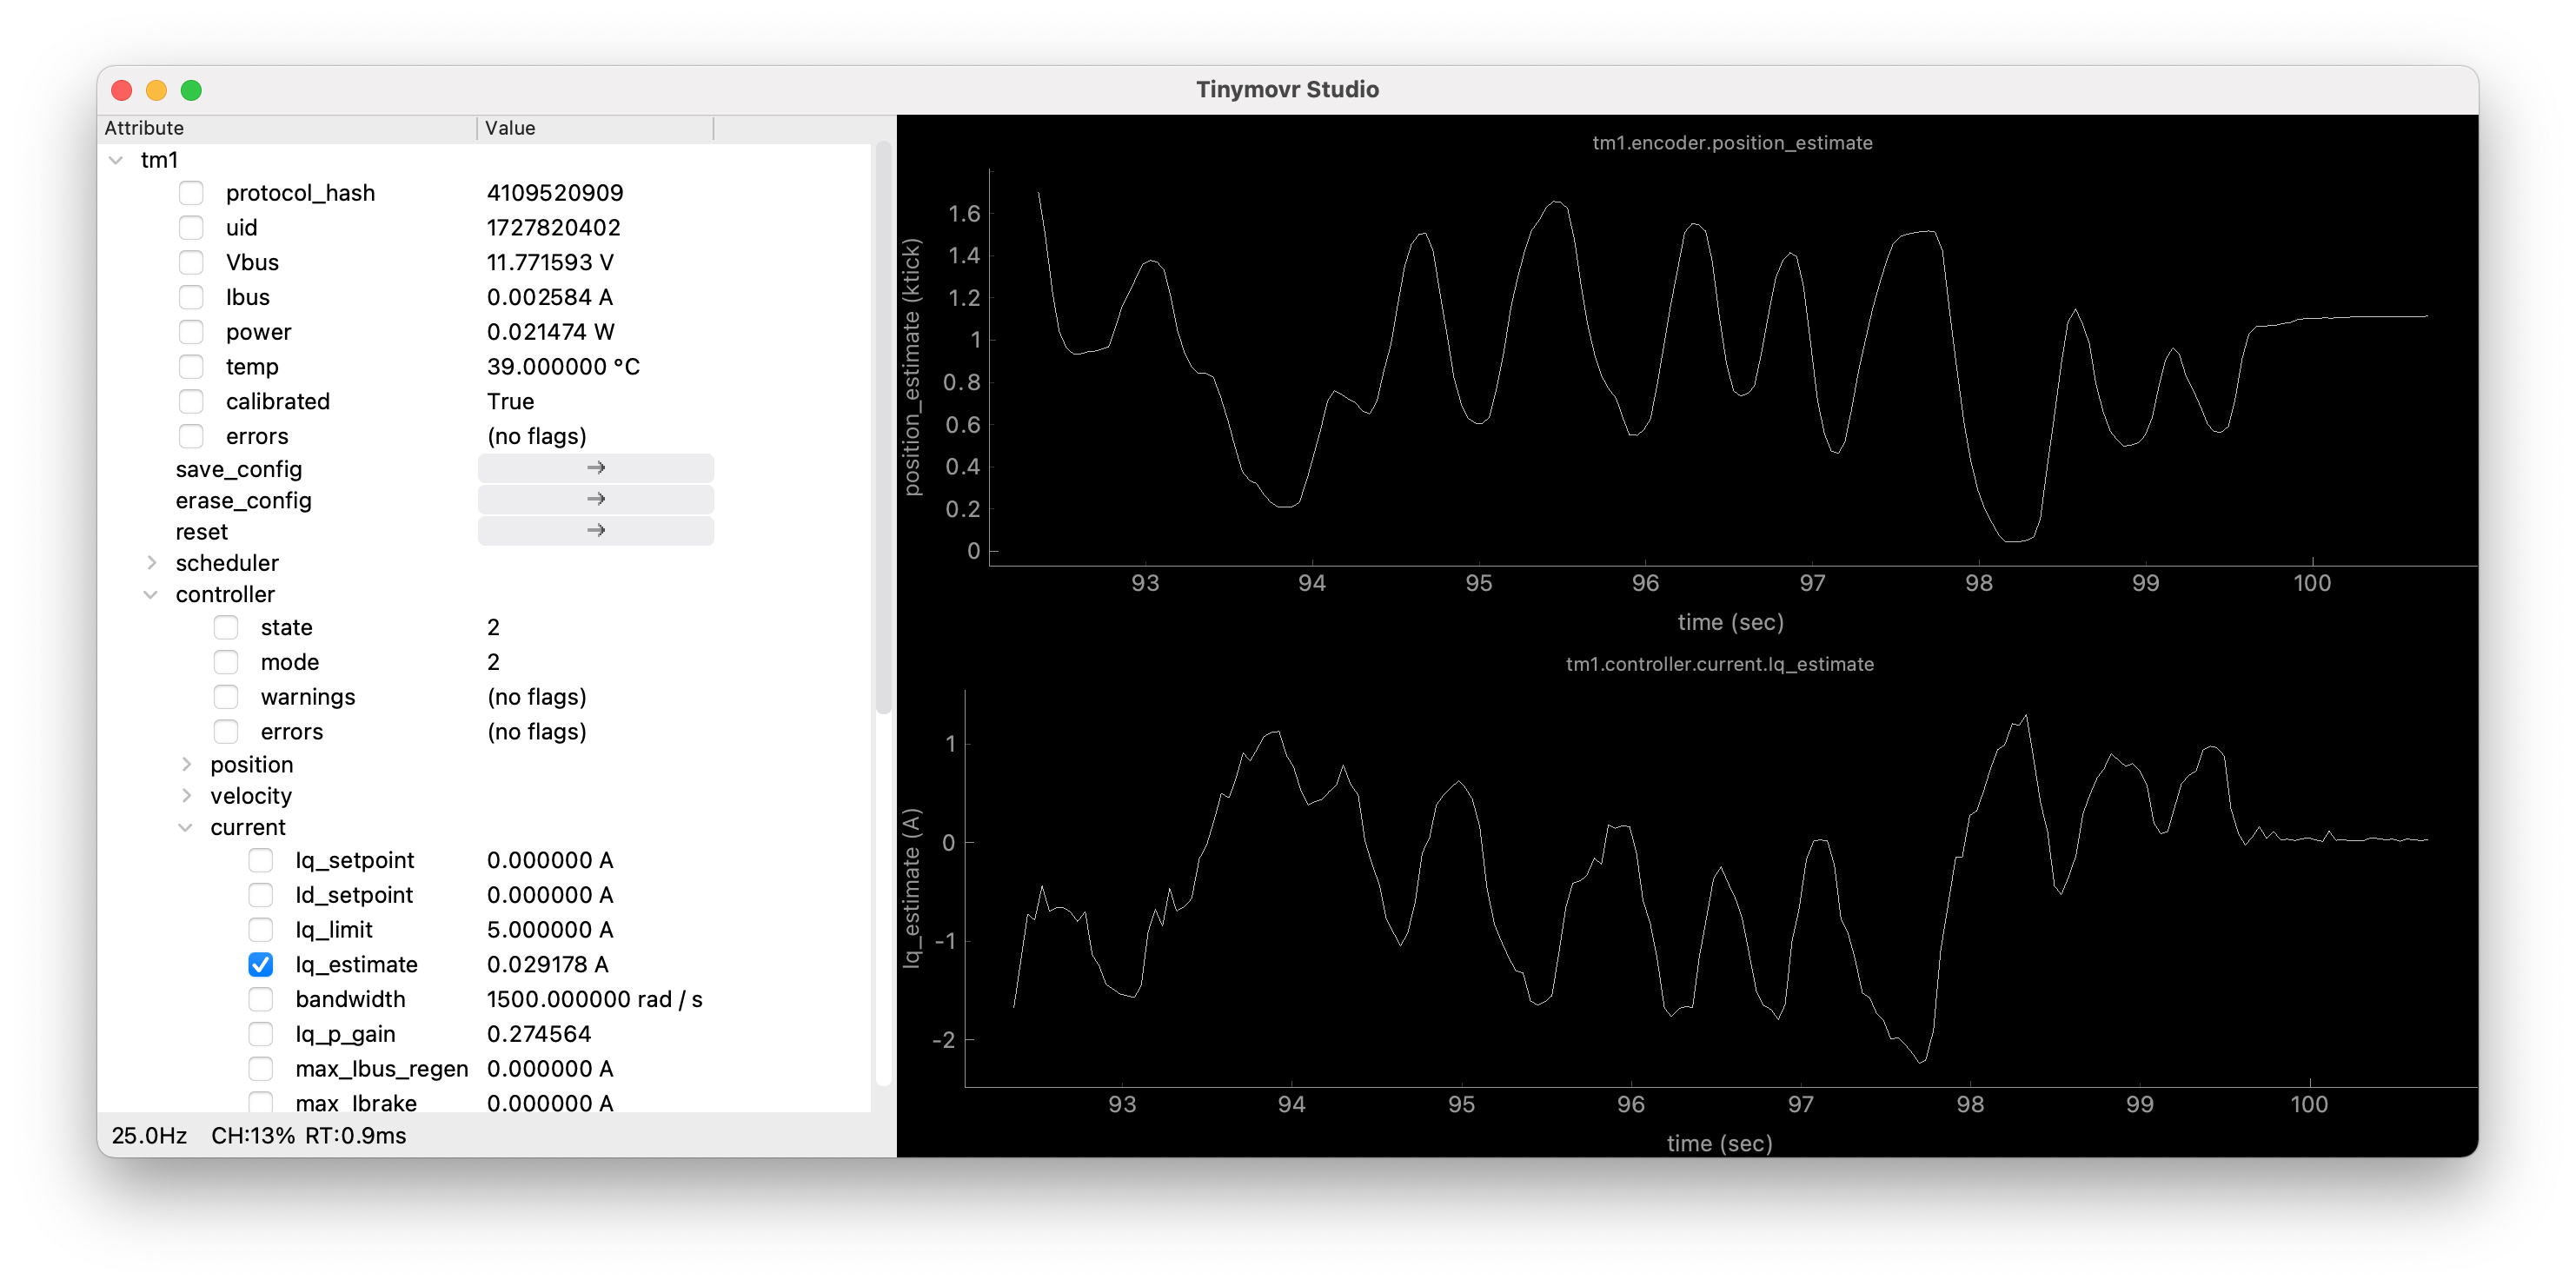 Tinymovr Studio
Attribute Value
tm1
protocol_hash 4109520909
uid 1727820402
Vbus 11.771593 V
Ibus 0.002584 A
power 0.021474 W
temp 39.000000 °C
calibrated True
errors (no flags)
save_config →
erase_config →
reset →
scheduler
controller
state 2
mode 2
warnings (no flags)
errors (no flags)
position
velocity
current
Iq_setpoint 0.000000 A
Id_setpoint 0.000000 A
Iq_limit 5.000000 A
Iq_estimate 0.029178 A
bandwidth 1500.000000 rad / s
Iq_p_gain 0.274564
max_Ibus_regen 0.000000 A
max_Ibrake 0.000000 A
25.0Hz CH:13% RT:0.9ms
tm1.encoder.position_estimate
position_estimate (ktick)
1.6
1.4
1.2
1
0.8
0.6
0.4
0.2
0
93 94 95 96 97 98 99 100
time (sec)
tm1.controller.current.Iq_estimate
Iq_estimate (A)
1
0
-1
-2
93 94 95 96 97 98 99 100
time (sec)